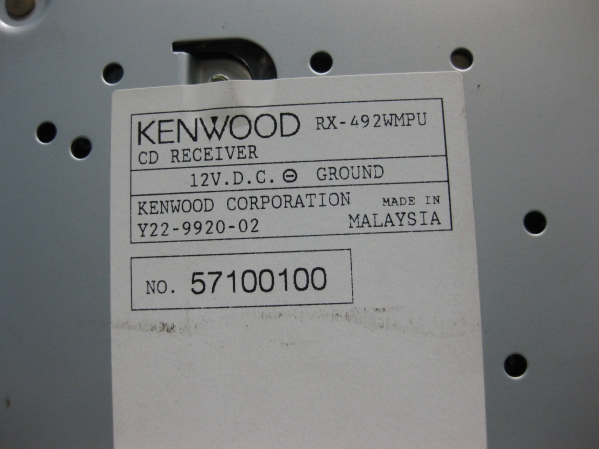 KENWOOD RX-492WMPU
CD RECEIVER
12V.D.C. ⊖ GROUND
KENWOOD CORPORATION MADE IN
Y22-9920-02 MALAYSIA
NO. 57100100